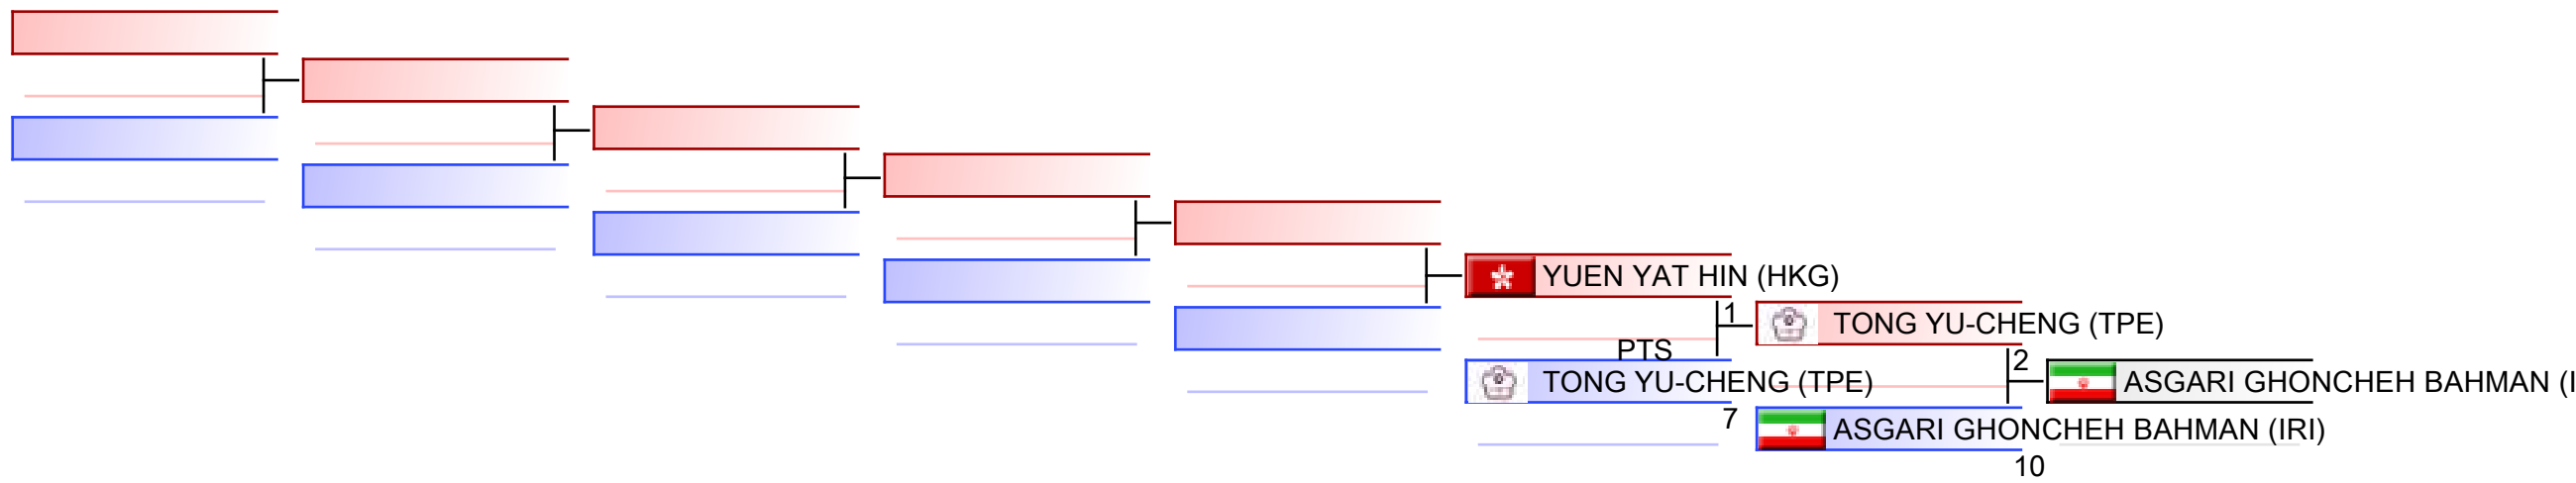 YUEN YAT HIN (HKG)
1
TONG YU-CHENG (TPE)
PTS
2
TONG YU-CHENG (TPE)
ASGARI GHONCHEH BAHMAN (I
7
ASGARI GHONCHEH BAHMAN (IRI)
10